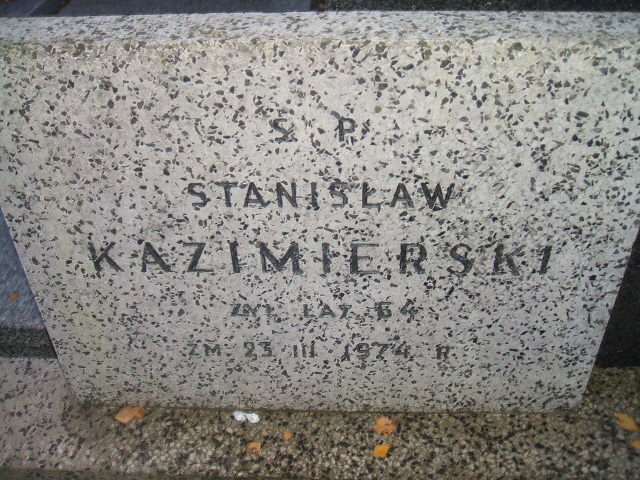 Ś P
STANISŁAW
KAZIMIERSKI
ŻYŁ LAT 64
ZM 23 III 1974 R